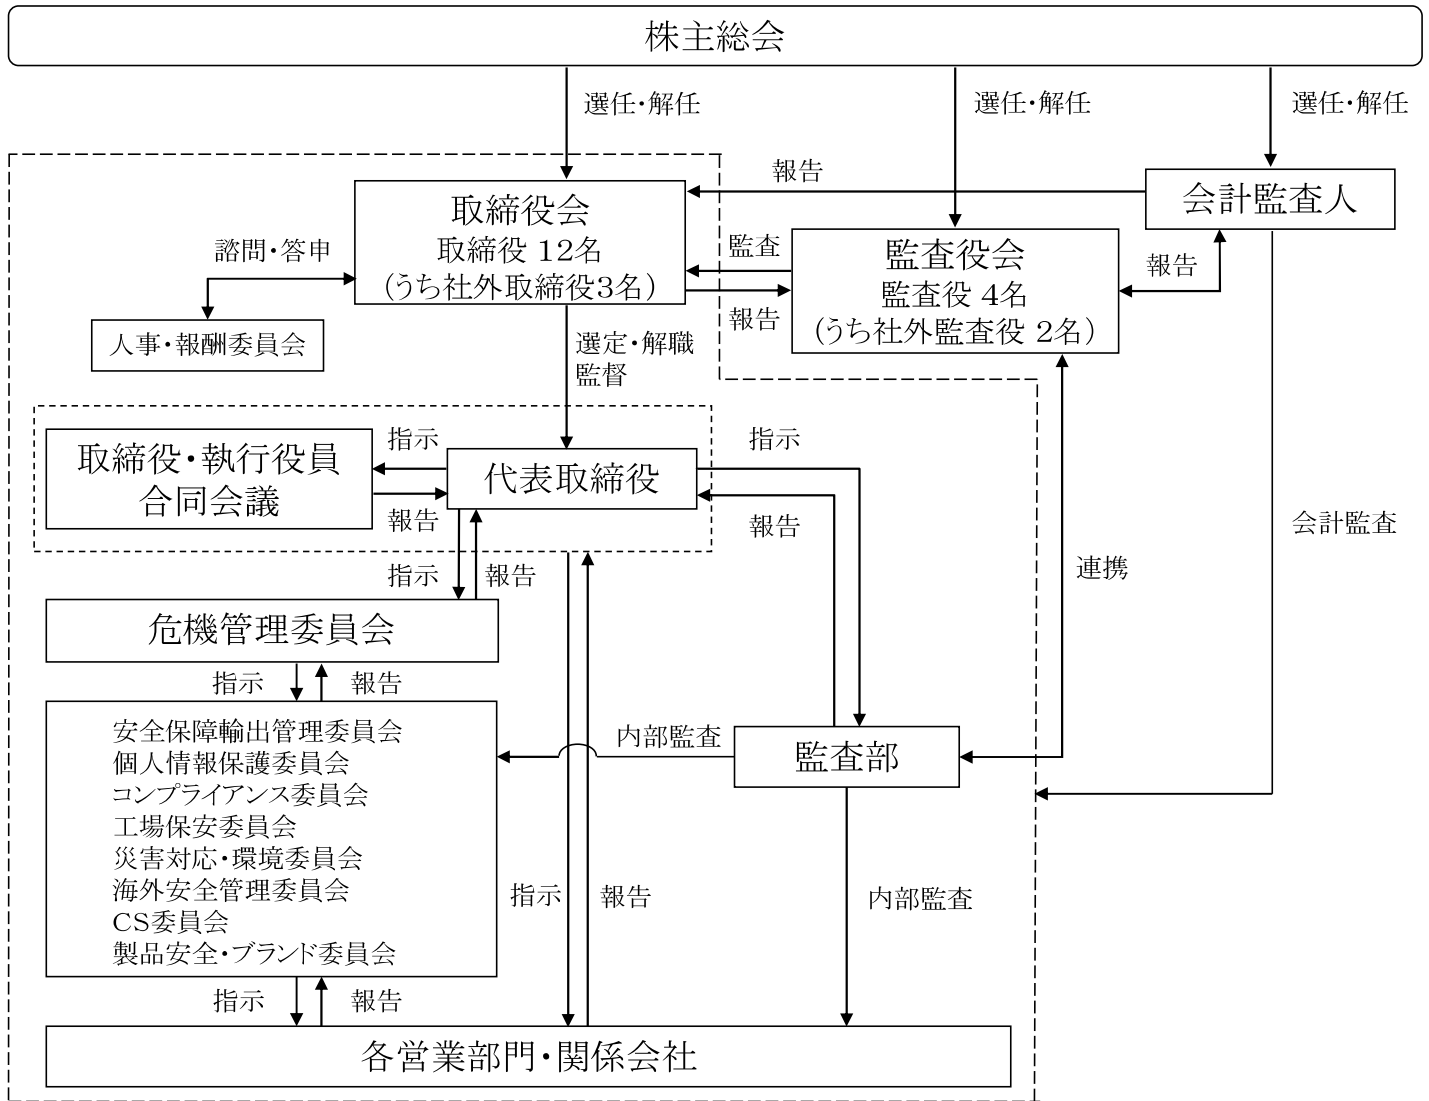 株主総会
選任・解任
選任・解任
選任・解任
報告
会計監査人
取締役会
取締役 12名
(うち社外取締役3名)
諮問・答申
監査
報告
監査役会
監査役 4名
(うち社外監査役 2名)
報告
人事・報酬委員会
選定・解職
監督
指示
取締役・執行役員
合同会議
報告
代表取締役
指示
報告
会計監査
連携
指示
報告
危機管理委員会
指示
報告
安全保障輸出管理委員会
個人情報保護委員会
コンプライアンス委員会
工場保安委員会
災害対応・環境委員会
海外安全管理委員会
CS委員会
製品安全・ブランド委員会
内部監査
監査部
指示
報告
内部監査
指示
報告
各営業部門・関係会社